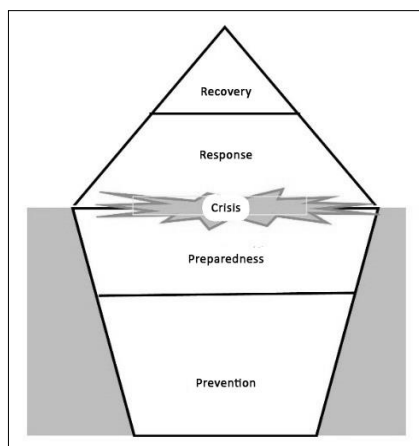 Recovery
Response
Crisis
Preparedness
Prevention